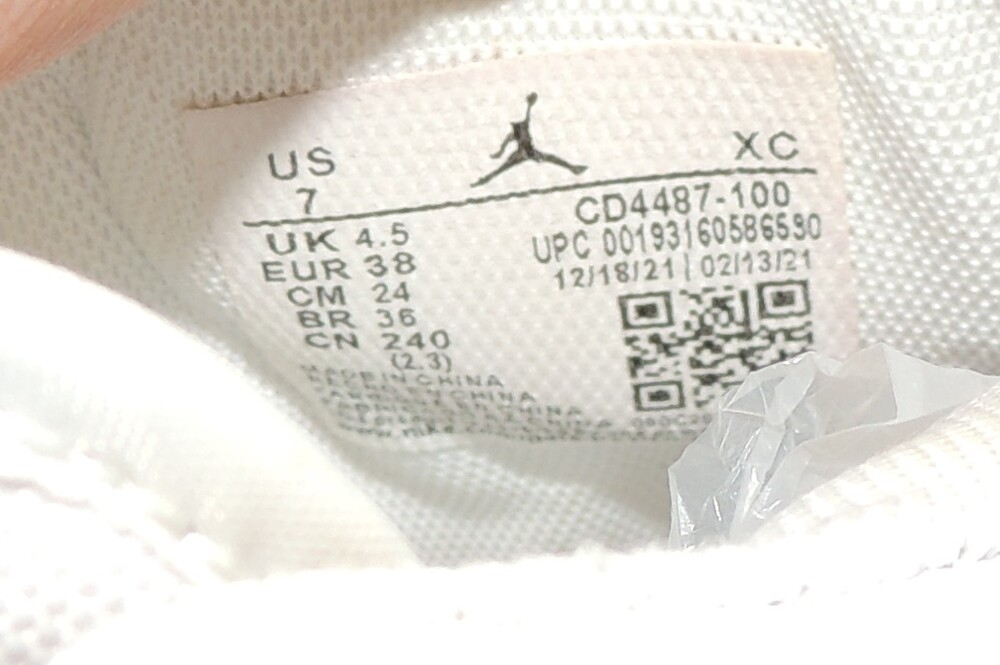 US
7
XC
UK 4.5
EUR 38
CM 24
BR 36
CN 240
(2.3)
CD4487-100
UPC 00193160586590
12/18/21 | 02/13/21
MADE IN CHINA